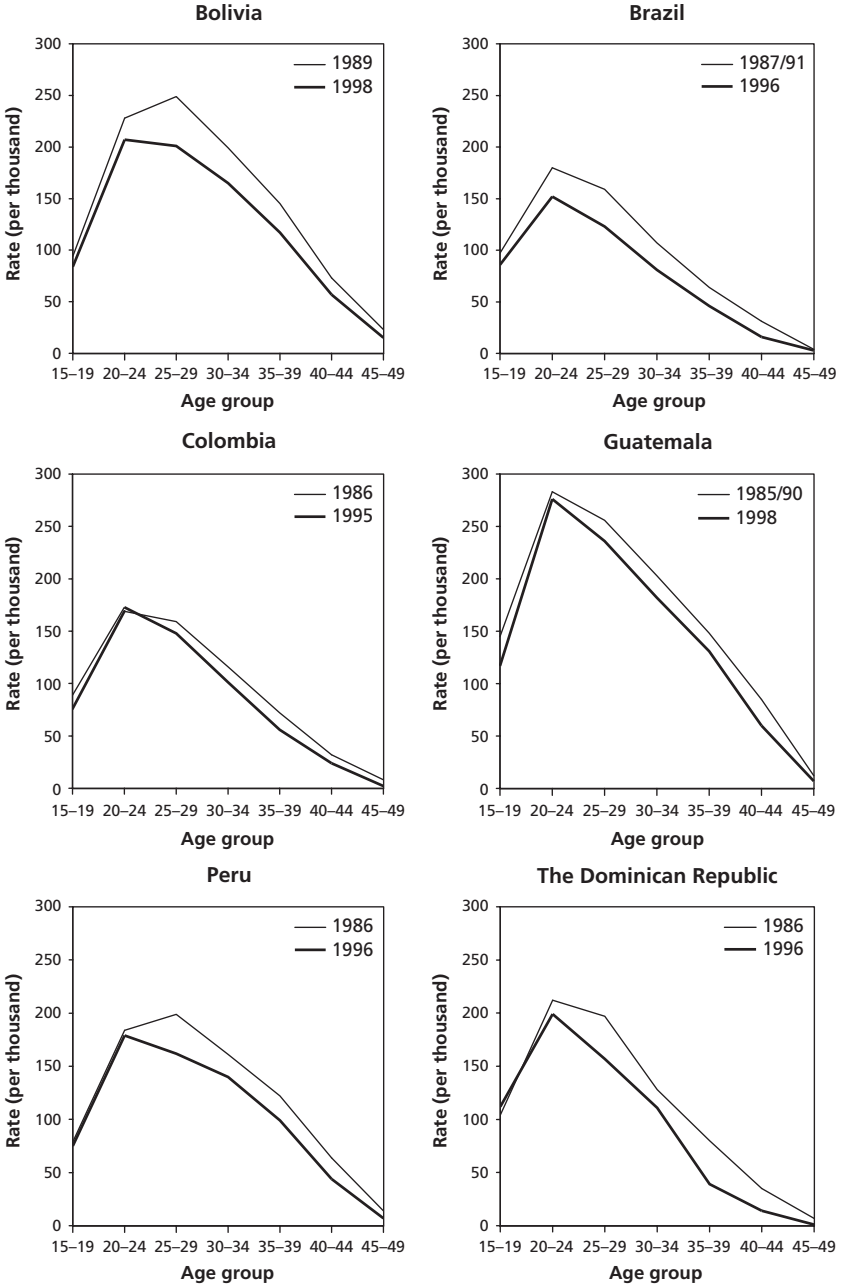 Bolivia
300
250
200
150
100
50
0
Rate (per thousand)
1989
1998
15–19 20–24 25–29 30–34 35–39 40–44 45–49
Age group
Brazil
300
250
200
150
100
50
0
Rate (per thousand)
1987/91
1996
15–19 20–24 25–29 30–34 35–39 40–44 45–49
Age group
Colombia
300
250
200
150
100
50
0
Rate (per thousand)
1986
1995
15–19 20–24 25–29 30–34 35–39 40–44 45–49
Age group
Guatemala
300
250
200
150
100
50
0
Rate (per thousand)
1985/90
1998
15–19 20–24 25–29 30–34 35–39 40–44 45–49
Age group
Peru
300
250
200
150
100
50
0
Rate (per thousand)
1986
1996
15–19 20–24 25–29 30–34 35–39 40–44 45–49
Age group
The Dominican Republic
300
250
200
150
100
50
0
Rate (per thousand)
1986
1996
15–19 20–24 25–29 30–34 35–39 40–44 45–49
Age group